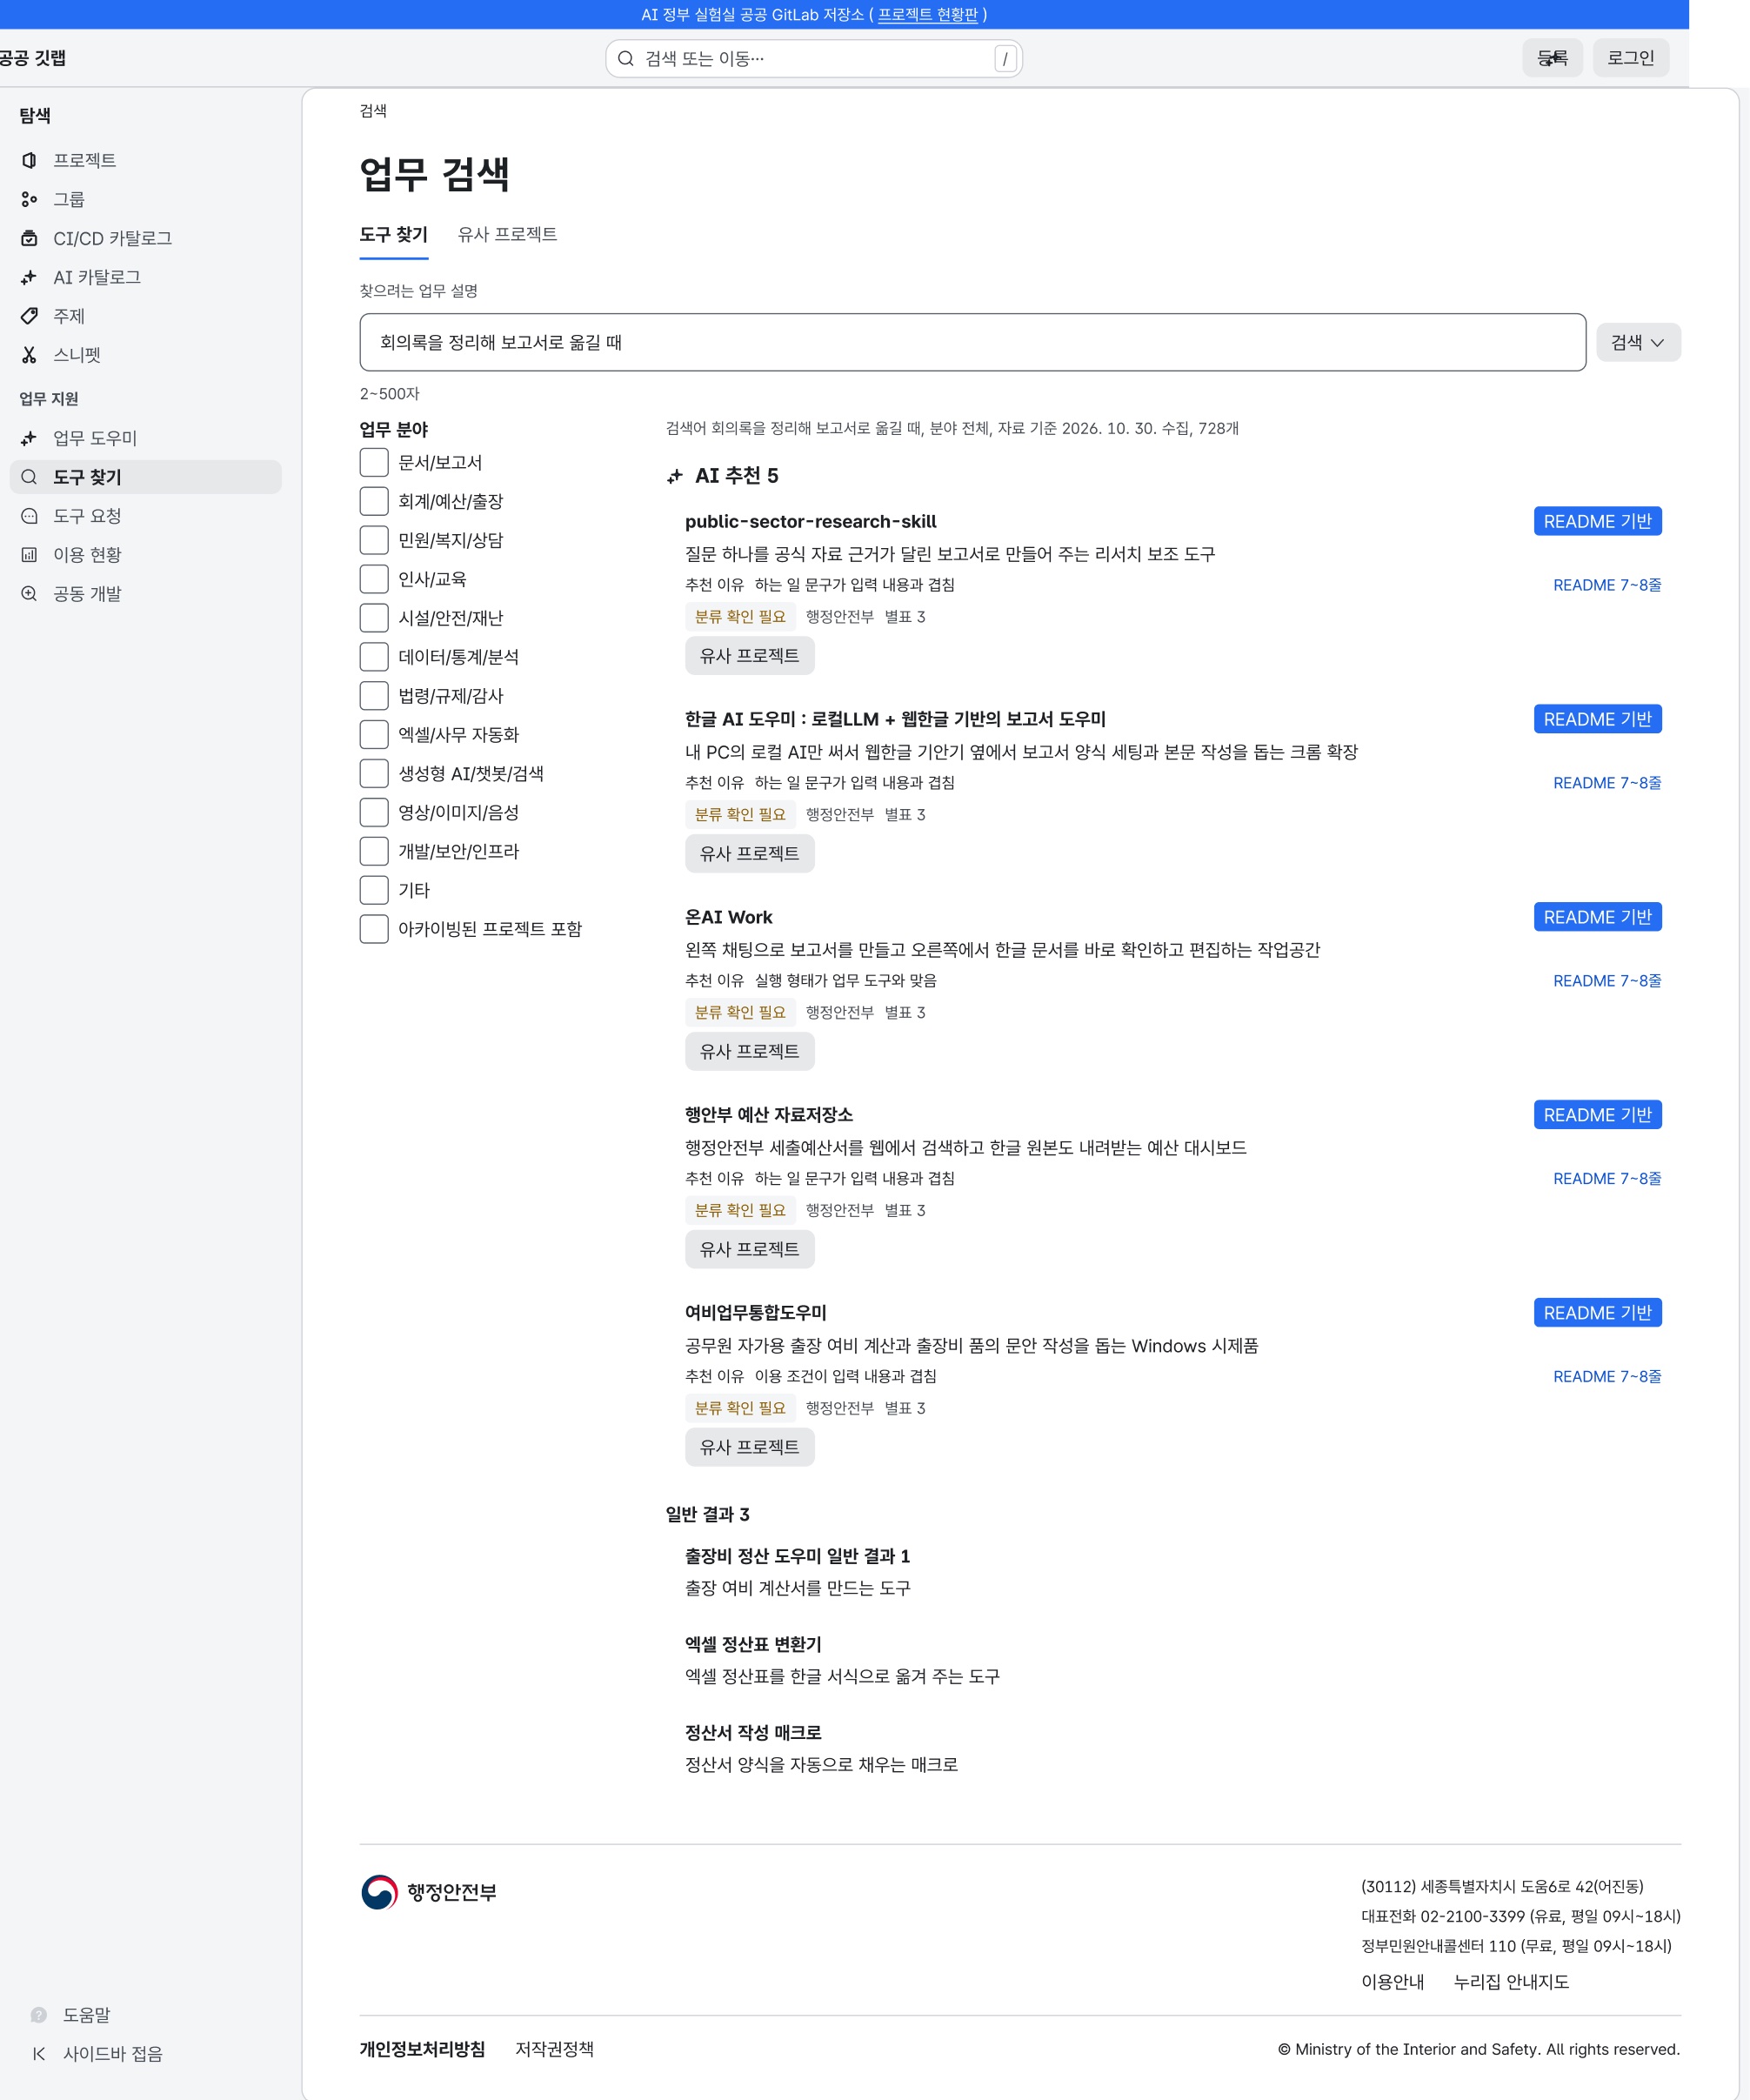 AI 정부 실험실 공공 GitLab 저장소 ( 프로젝트 현황판 )
공공 깃랩
검색 또는 이동…
/
등록
로그인
탐색
프로젝트
그룹
CI/CD 카탈로그
AI 카탈로그
주제
스니펫
업무 지원
업무 도우미
도구 찾기
도구 요청
이용 현황
공동 개발
도움말
사이드바 접음
검색
업무 검색
도구 찾기 유사 프로젝트
찾으려는 업무 설명
회의록을 정리해 보고서로 옮길 때
검색
2~500자
업무 분야
문서/보고서
회계/예산/출장
민원/복지/상담
인사/교육
시설/안전/재난
데이터/통계/분석
법령/규제/감사
엑셀/사무 자동화
생성형 AI/챗봇/검색
영상/이미지/음성
개발/보안/인프라
기타
아카이빙된 프로젝트 포함
검색어 회의록을 정리해 보고서로 옮길 때, 분야 전체, 자료 기준 2026. 10. 30. 수집, 728개
AI 추천 5
public-sector-research-skill README 기반
질문 하나를 공식 자료 근거가 달린 보고서로 만들어 주는 리서치 보조 도구
추천 이유 하는 일 문구가 입력 내용과 겹침 README 7~8줄
분류 확인 필요 행정안전부 별표 3
유사 프로젝트
한글 AI 도우미 : 로컬LLM + 웹한글 기반의 보고서 도우미 README 기반
내 PC의 로컬 AI만 써서 웹한글 기안기 옆에서 보고서 양식 세팅과 본문 작성을 돕는 크롬 확장
추천 이유 하는 일 문구가 입력 내용과 겹침 README 7~8줄
분류 확인 필요 행정안전부 별표 3
유사 프로젝트
온AI Work README 기반
왼쪽 채팅으로 보고서를 만들고 오른쪽에서 한글 문서를 바로 확인하고 편집하는 작업공간
추천 이유 실행 형태가 업무 도구와 맞음 README 7~8줄
분류 확인 필요 행정안전부 별표 3
유사 프로젝트
행안부 예산 자료저장소 README 기반
행정안전부 세출예산서를 웹에서 검색하고 한글 원본도 내려받는 예산 대시보드
추천 이유 하는 일 문구가 입력 내용과 겹침 README 7~8줄
분류 확인 필요 행정안전부 별표 3
유사 프로젝트
여비업무통합도우미 README 기반
공무원 자가용 출장 여비 계산과 출장비 품의 문안 작성을 돕는 Windows 시제품
추천 이유 이용 조건이 입력 내용과 겹침 README 7~8줄
분류 확인 필요 행정안전부 별표 3
유사 프로젝트
일반 결과 3
출장비 정산 도우미 일반 결과 1
출장 여비 계산서를 만드는 도구
엑셀 정산표 변환기
엑셀 정산표를 한글 서식으로 옮겨 주는 도구
정산서 작성 매크로
정산서 양식을 자동으로 채우는 매크로
행정안전부
(30112) 세종특별자치시 도움6로 42(어진동)
대표전화 02-2100-3399 (유료, 평일 09시~18시)
정부민원안내콜센터 110 (무료, 평일 09시~18시)
이용안내 누리집 안내지도
개인정보처리방침 저작권정책
© Ministry of the Interior and Safety. All rights reserved.